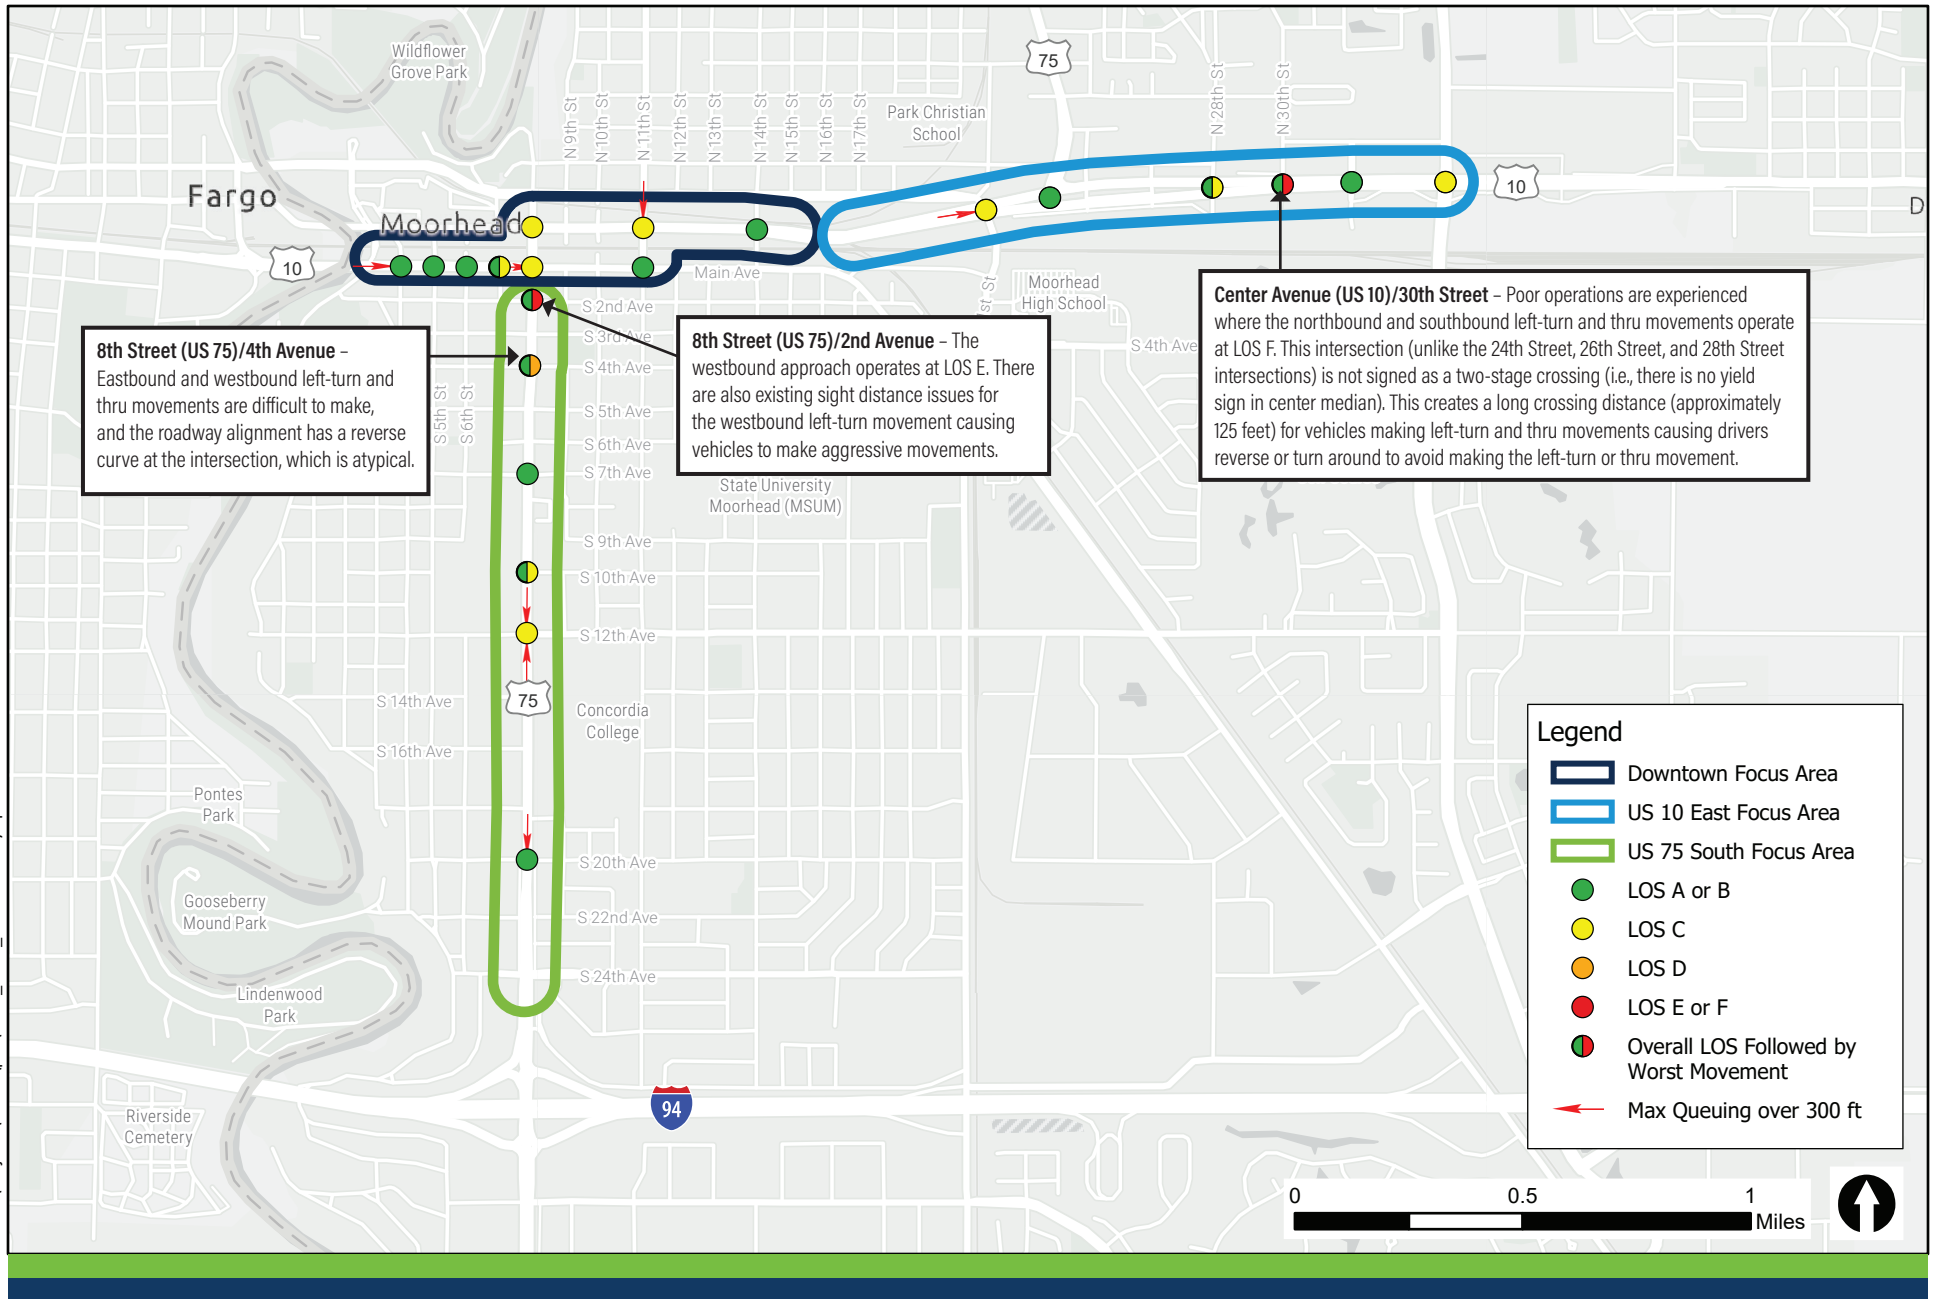 Wildflower
Grove Park
75
Park Christian
School
N 9th St
N 10th St
N 11th St
N 12th St
N 13th St
N 14th St
N 15th St
N 16th St
N 17th St
N 28th St
N 30th St
Fargo
Moorhead
10
10
D
Main Ave
Moorhead
High School
S 2nd Ave
S 3rd Ave
S 4th Ave
S 4th Ave
S 5th Ave
S 6th Ave
S 7th Ave
S 5th St
S 6th St
8th Street (US 75)/4th Avenue –
Eastbound and westbound left-turn and
thru movements are difficult to make,
and the roadway alignment has a reverse
curve at the intersection, which is atypical.
8th Street (US 75)/2nd Avenue – The
westbound approach operates at LOS E. There
are also existing sight distance issues for
the westbound left-turn movement causing
vehicles to make aggressive movements.
Center Avenue (US 10)/30th Street – Poor operations are experienced
where the northbound and southbound left-turn and thru movements operate
at LOS F. This intersection (unlike the 24th Street, 26th Street, and 28th Street
intersections) is not signed as a two-stage crossing (i.e., there is no yield
sign in center median). This creates a long crossing distance (approximately
125 feet) for vehicles making left-turn and thru movements causing drivers
reverse or turn around to avoid making the left-turn or thru movement.
State University
Moorhead (MSUM)
S 9th Ave
S 10th Ave
S 12th Ave
S 14th Ave
75
Concordia
College
S 16th Ave
Pontes
Park
S 20th Ave
Gooseberry
Mound Park
S 22nd Ave
S 24th Ave
Lindenwood
Park
Riverside
Cemetery
94
Legend
Downtown Focus Area
US 10 East Focus Area
US 75 South Focus Area
LOS A or B
LOS C
LOS D
LOS E or F
Overall LOS Followed by
Worst Movement
Max Queuing over 300 ft
0 0.5 1
Miles